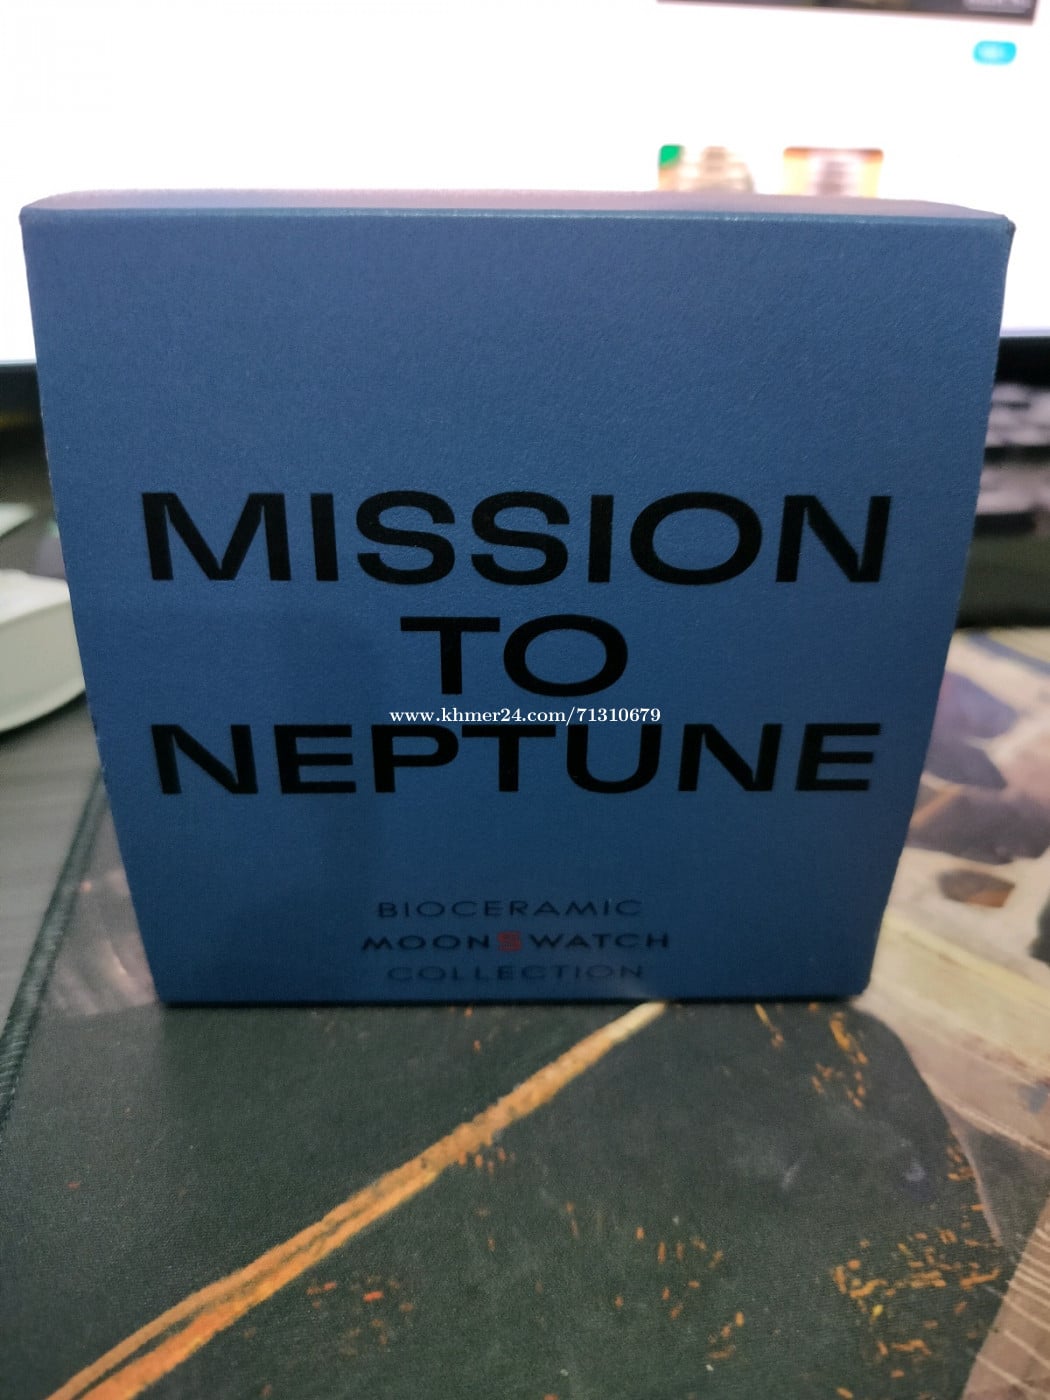 MISSION
TO
www.khmer24.com/71310679
NEPTUNE
BIOCERAMIC
MOONSWATCH
COLLECTION